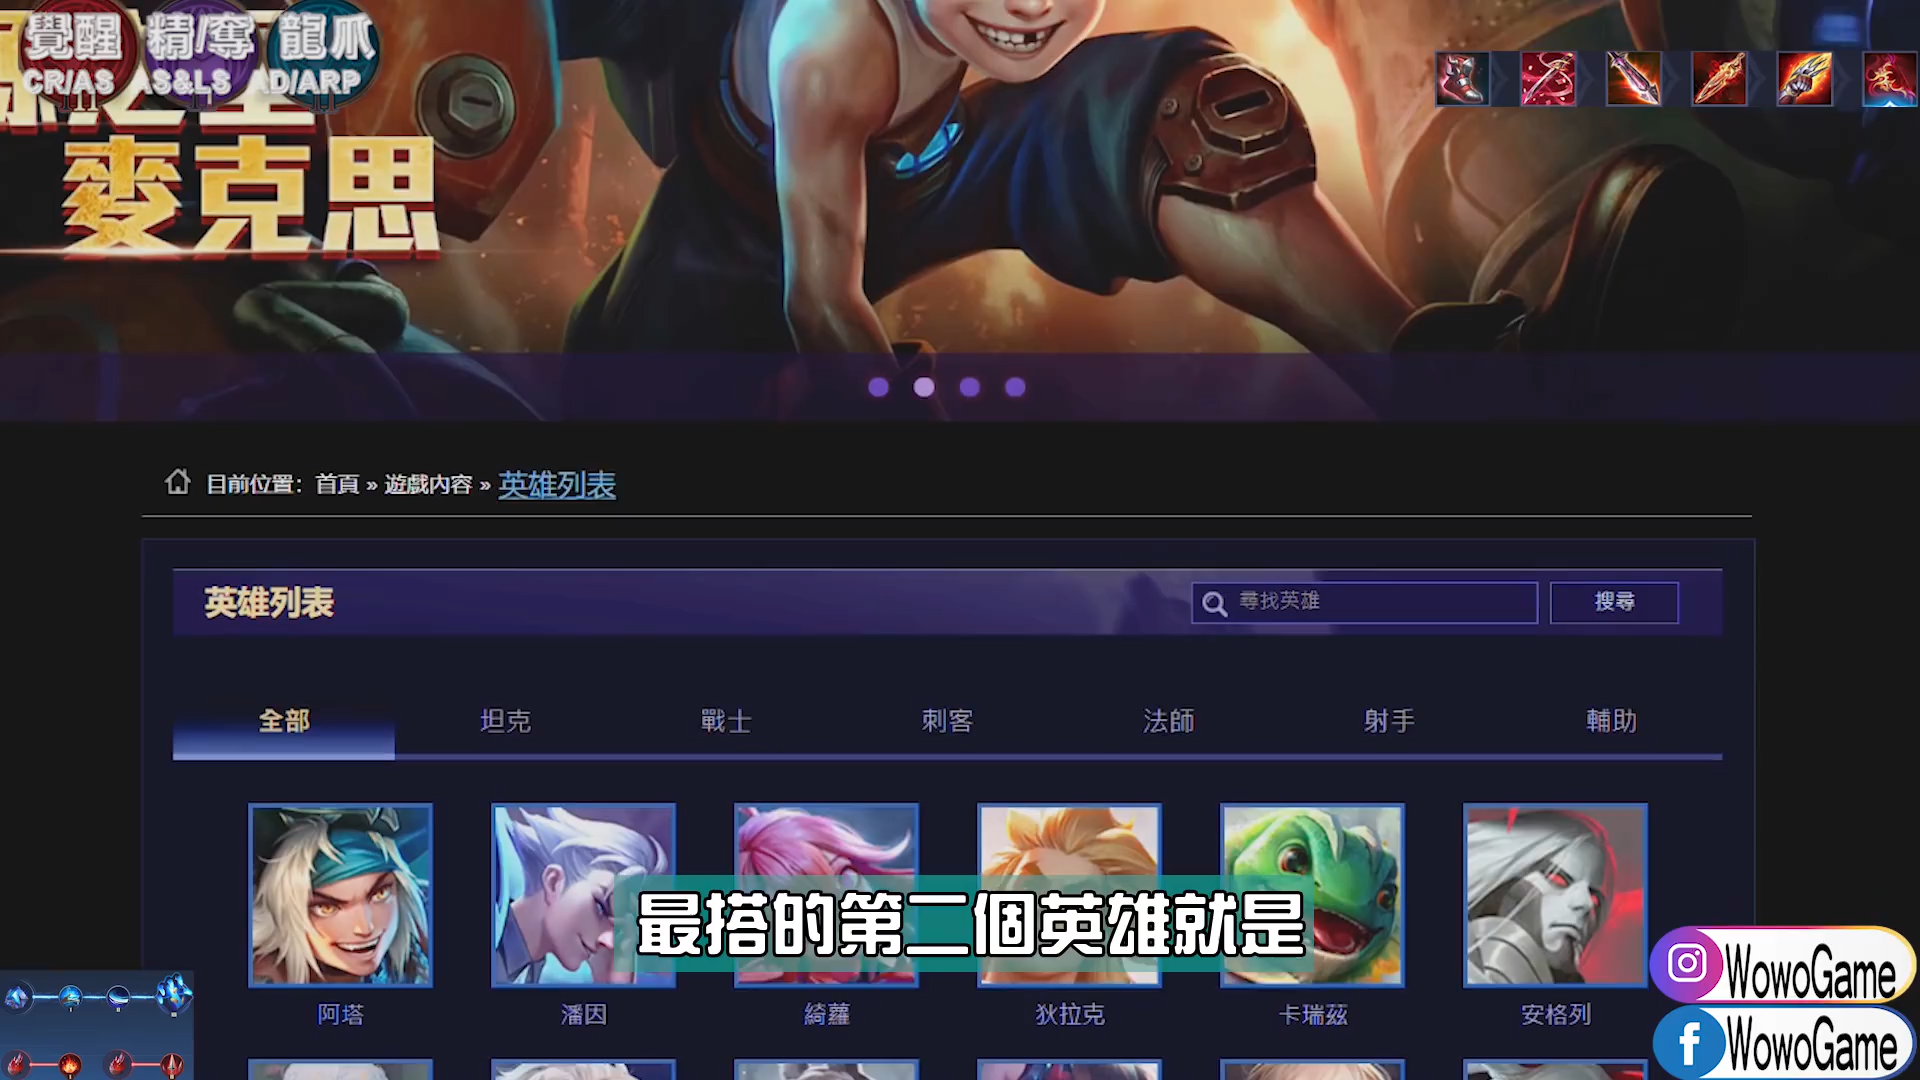 覺醒 精/奪 龍爪
CR/AS AS&LS AD/ARP
III III III
麥克思
目前位置：首頁 » 遊戲內容 » 英雄列表
英雄列表
尋找英雄
搜尋
全部 坦克 戰士 刺客 法師 射手 輔助
最搭的第二個英雄就是
阿塔 潘因 綺蘿 狄拉克 卡瑞茲 安格列
WowoGame
WowoGame